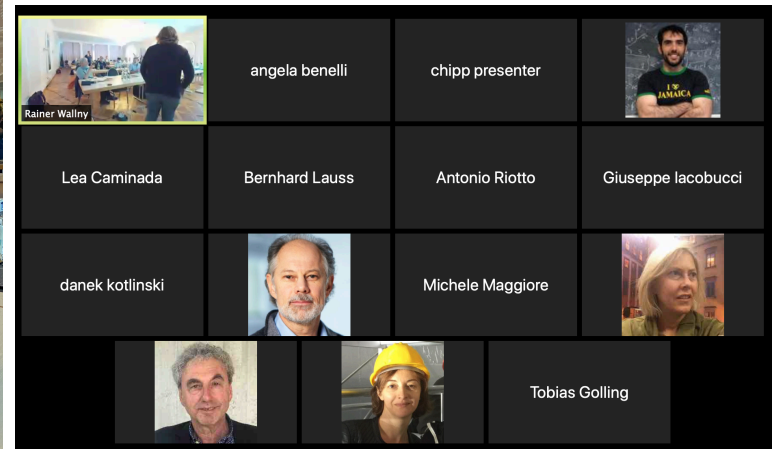 Rainer Wallny
angela benelli
chipp presenter
I
JAMAICA
Lea Caminada
Bernhard Lauss
Antonio Riotto
Giuseppe Iacobucci
danek kotlinski
Michele Maggiore
Tobias Golling